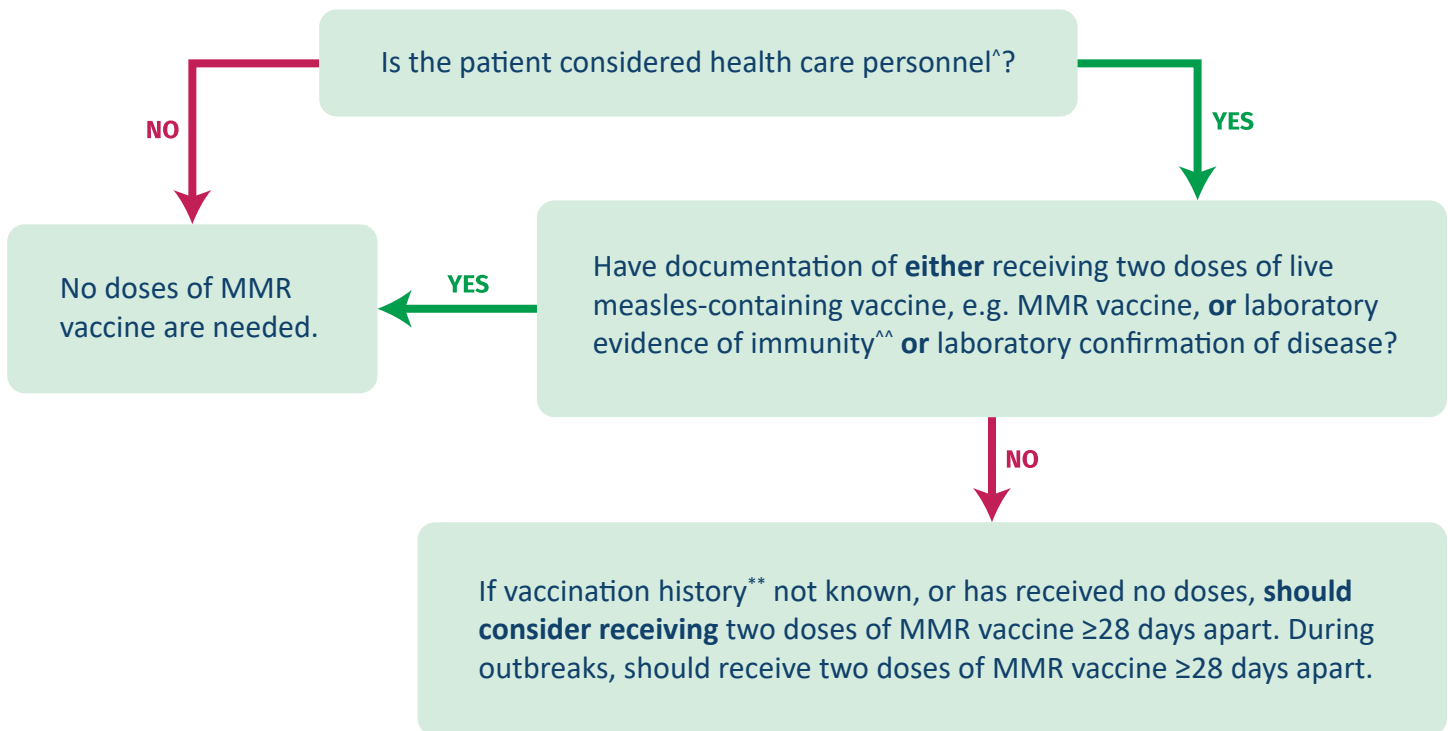 Is the patient considered health care personnel^?
NO
YES
No doses of MMR
vaccine are needed.
YES
Have documentation of either receiving two doses of live
measles-containing vaccine, e.g. MMR vaccine, or laboratory
evidence of immunity^^ or laboratory confirmation of disease?
NO
If vaccination history** not known, or has received no doses, should
consider receiving two doses of MMR vaccine ≥28 days apart. During
outbreaks, should receive two doses of MMR vaccine ≥28 days apart.